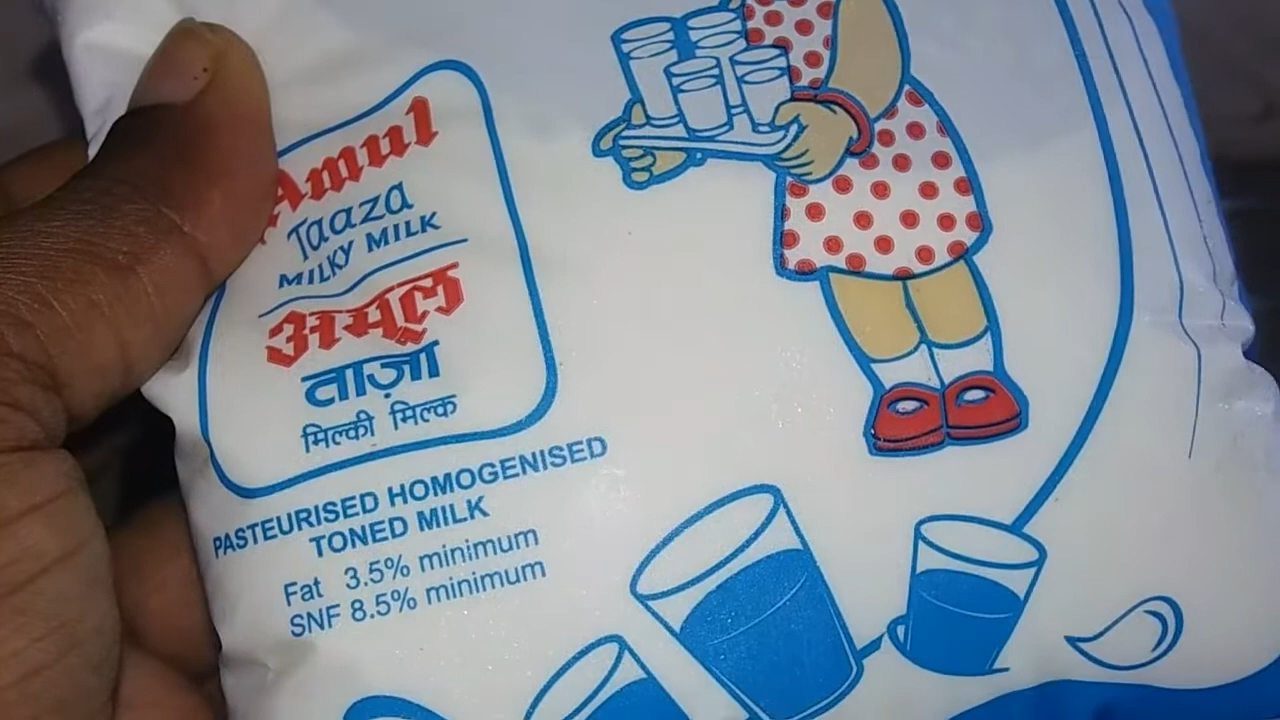 Amul
Taaza
MILKY MILK
अमूल
ताज़ा
मिल्की मिल्क
PASTEURISED HOMOGENISED
TONED MILK
Fat 3.5% minimum
SNF 8.5% minimum